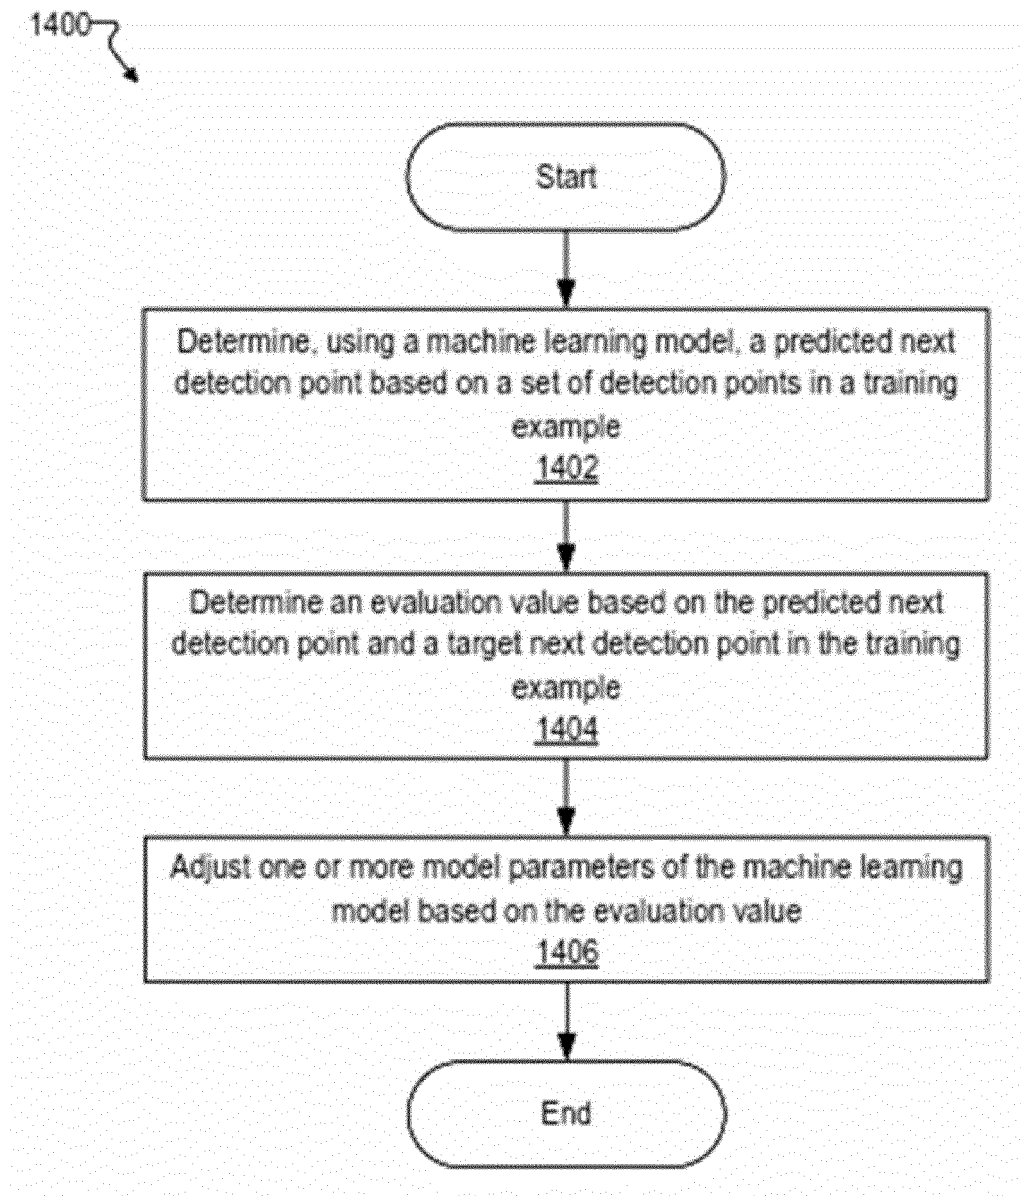 1400
Start
Determine, using a machine learning model, a predicted next
detection point based on a set of detection points in a training
example
1402
Determine an evaluation value based on the predicted next
detection point and a target next detection point in the training
example
1404
Adjust one or more model parameters of the machine learning
model based on the evaluation value
1406
End